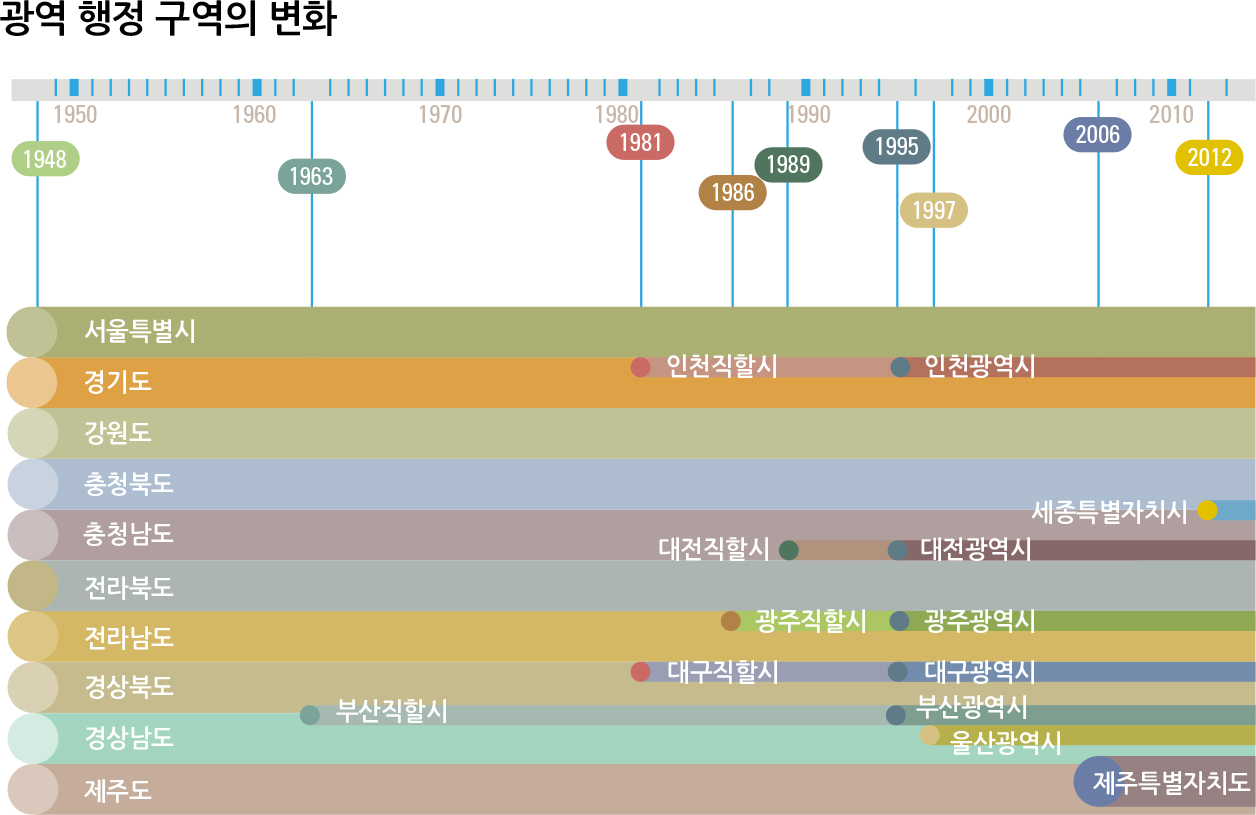 광역 행정 구역의 변화
1950 1960 1970 1980 1990 2000 2010
1948 1963 1981 1986 1989 1995 1997 2006 2012
서울특별시
경기도 인천직할시 인천광역시
강원도
충청북도
세종특별자치시
충청남도
대전직할시 대전광역시
전라북도
전라남도 광주직할시 광주광역시
경상북도 대구직할시 대구광역시
부산직할시 부산광역시
경상남도
울산광역시
제주도 제주특별자치도